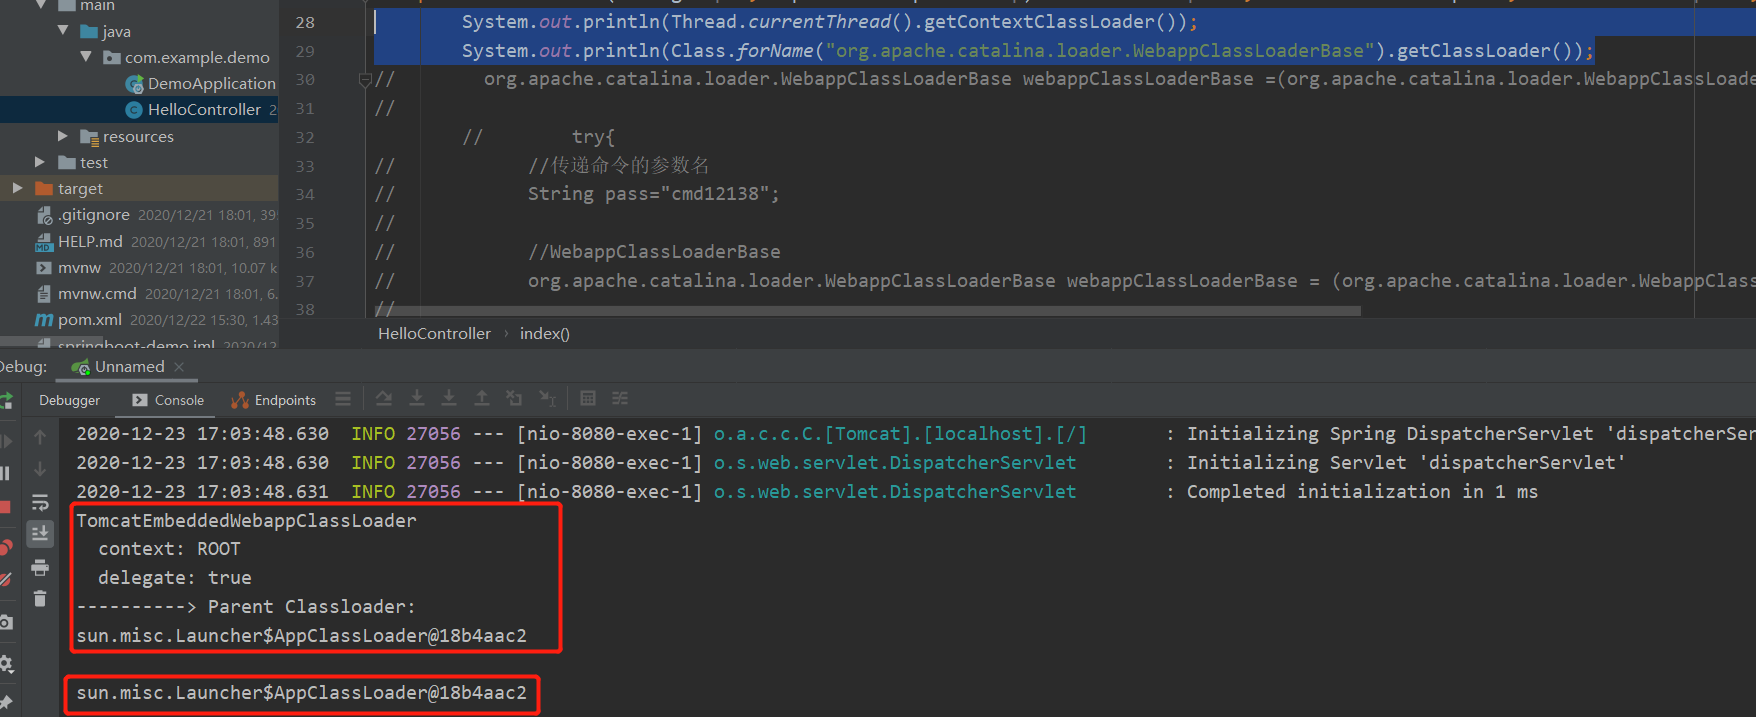 main
java
com.example.demo
DemoApplication
HelloController 2
resources
test
target
.gitignore 2020/12/21 18:01, 39
HELP.md 2020/12/21 18:01, 891
mvnw 2020/12/21 18:01, 10.07 k
mvnw.cmd 2020/12/21 18:01, 6.
pom.xml 2020/12/22 15:30, 1.43
springboot-demo.iml 2020/12
28 System.out.println(Thread.currentThread().getContextClassLoader());
29 System.out.println(Class.forName("org.apache.catalina.loader.WebappClassLoaderBase").getClassLoader());
30 // org.apache.catalina.loader.WebappClassLoaderBase webappClassLoaderBase =(org.apache.catalina.loader.WebappClassLoade
31 //
32 // try{
33 // //传递命令的参数名
34 // String pass="cmd12138";
35 //
36 // //WebappClassLoaderBase
37 // org.apache.catalina.loader.WebappClassLoaderBase webappClassLoaderBase = (org.apache.catalina.loader.WebappClass
38 //
HelloController › index()
Debug: Unnamed
Debugger Console Endpoints
2020-12-23 17:03:48.630 INFO 27056 --- [nio-8080-exec-1] o.a.c.c.C.[Tomcat].[localhost].[/] : Initializing Spring DispatcherServlet 'dispatcherSer
2020-12-23 17:03:48.630 INFO 27056 --- [nio-8080-exec-1] o.s.web.servlet.DispatcherServlet : Initializing Servlet 'dispatcherServlet'
2020-12-23 17:03:48.631 INFO 27056 --- [nio-8080-exec-1] o.s.web.servlet.DispatcherServlet : Completed initialization in 1 ms
TomcatEmbeddedWebappClassLoader
context: ROOT
delegate: true
----------> Parent Classloader:
sun.misc.Launcher$AppClassLoader@18b4aac2
sun.misc.Launcher$AppClassLoader@18b4aac2